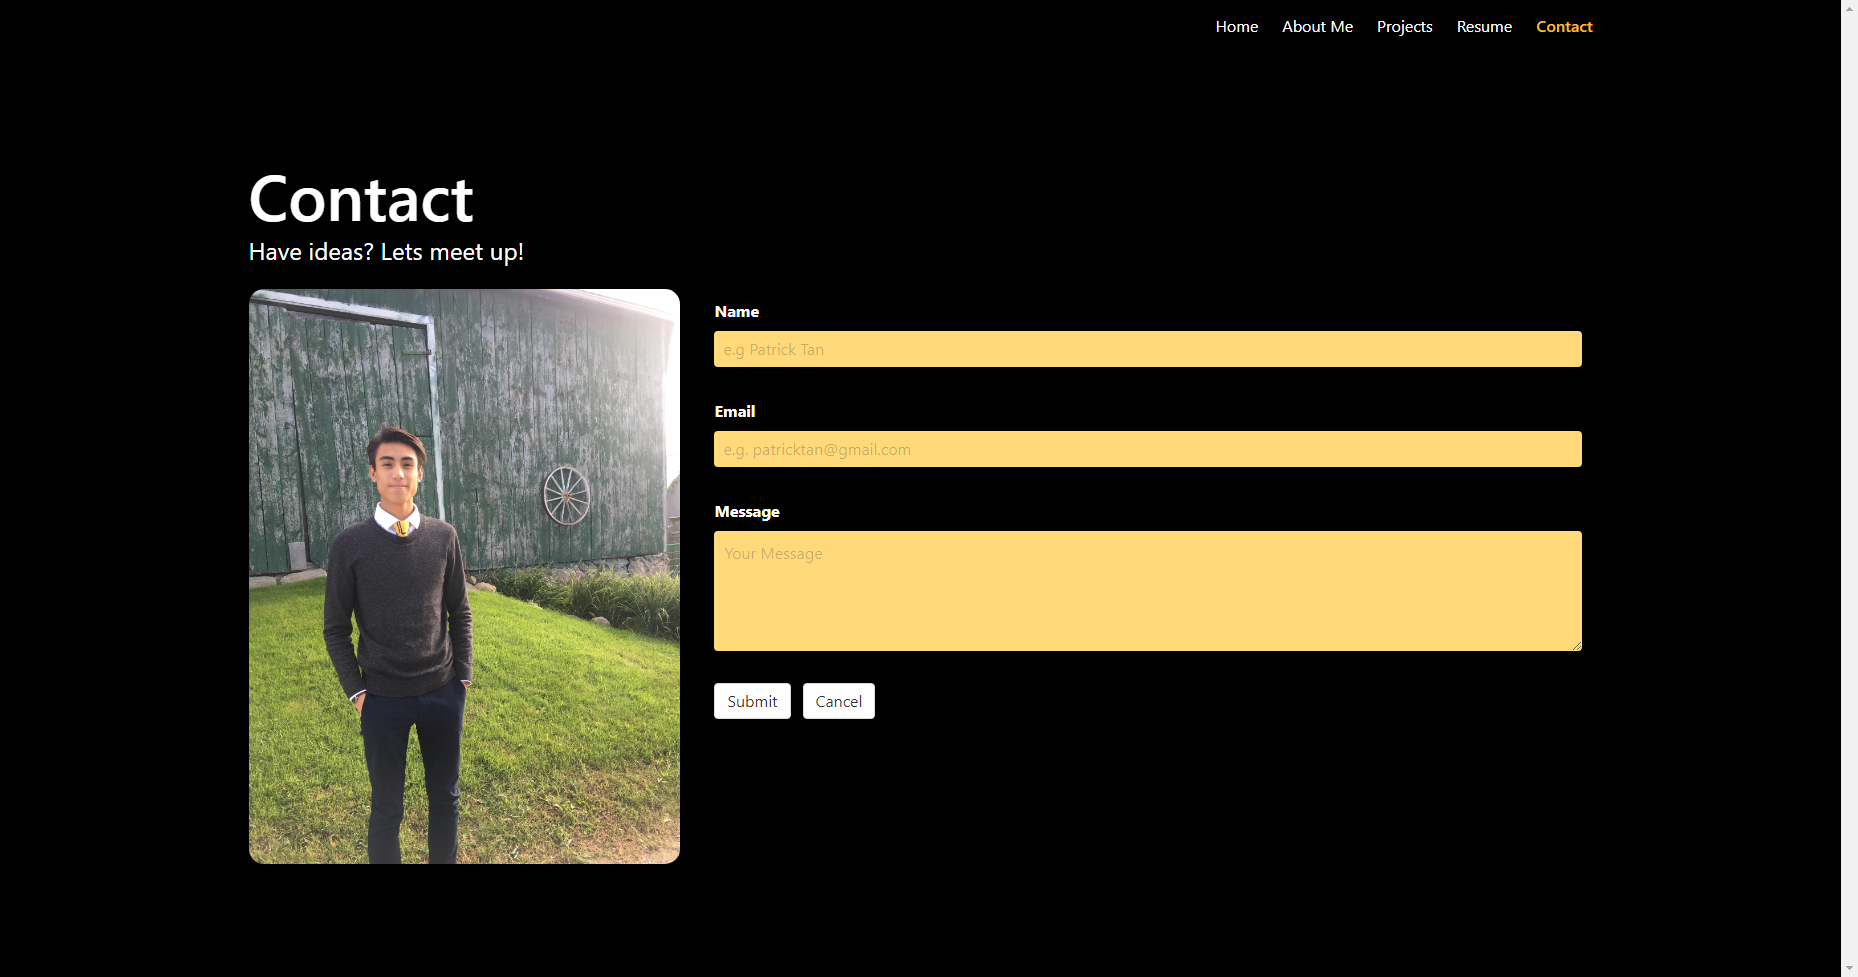 Home About Me Projects Resume Contact
Contact
Have ideas? Lets meet up!
Name
e.g Patrick Tan
Email
e.g. patricktan@gmail.com
Message
Your Message
Submit Cancel